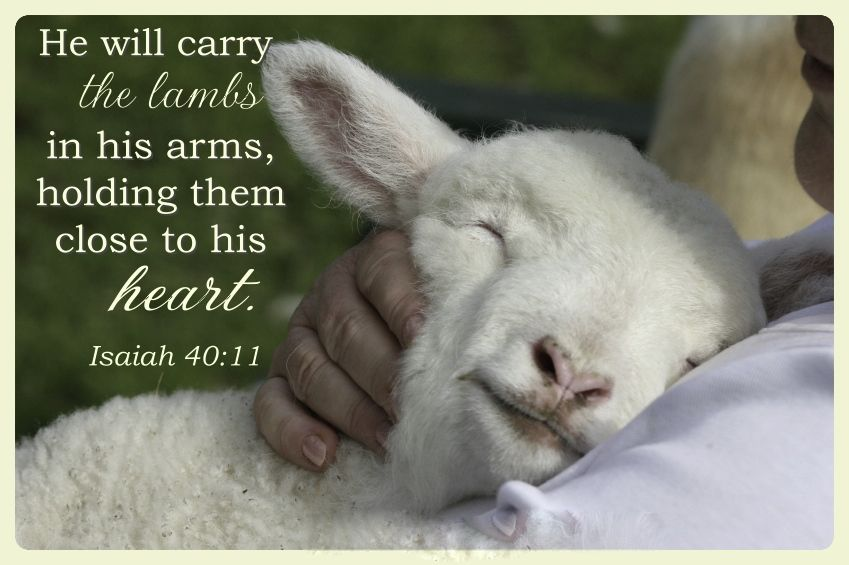 He will carry
the lambs
in his arms,
holding them
close to his
heart.
Isaiah 40:11